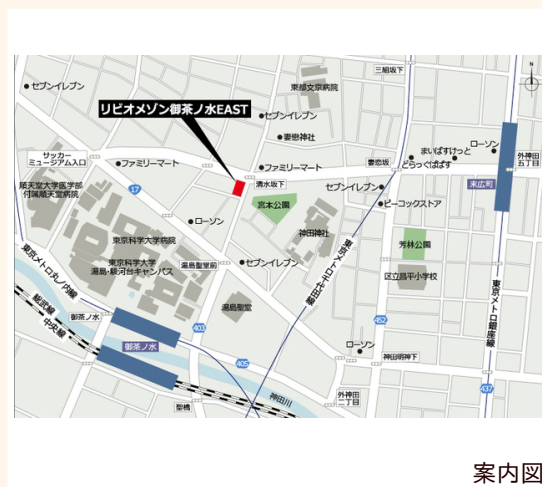 三組坂下
N
セブンイレブン
東都文京病院
リビオメゾン御茶ノ水EAST
セブンイレブン
妻恋神社
ローソン
まいばすけっと
外神田
五丁目
サッカー
ミュージアム入口
ファミリーマート
ファミリーマート
妻恋坂
どらっぐぱぱす
順天堂大学医学部
付属順天堂病院
17
清水坂下
セブンイレブン
末広町
宮本公園
ピーコックストア
ローソン
神田神社
東京科学大学病院
芳林公園
東京メトロ丸ノ内線
東京科学大学
湯島・駿河台キャンパス
湯島聖堂前
セブンイレブン
東京メトロ千代田線
区立昌平小学校
東京メトロ銀座線
総武線
中央線
湯島聖堂
御茶ノ水
403
452
ローソン
御茶ノ水
405
神田明神下
437
聖橋
神田川
外神田
二丁目
案内図